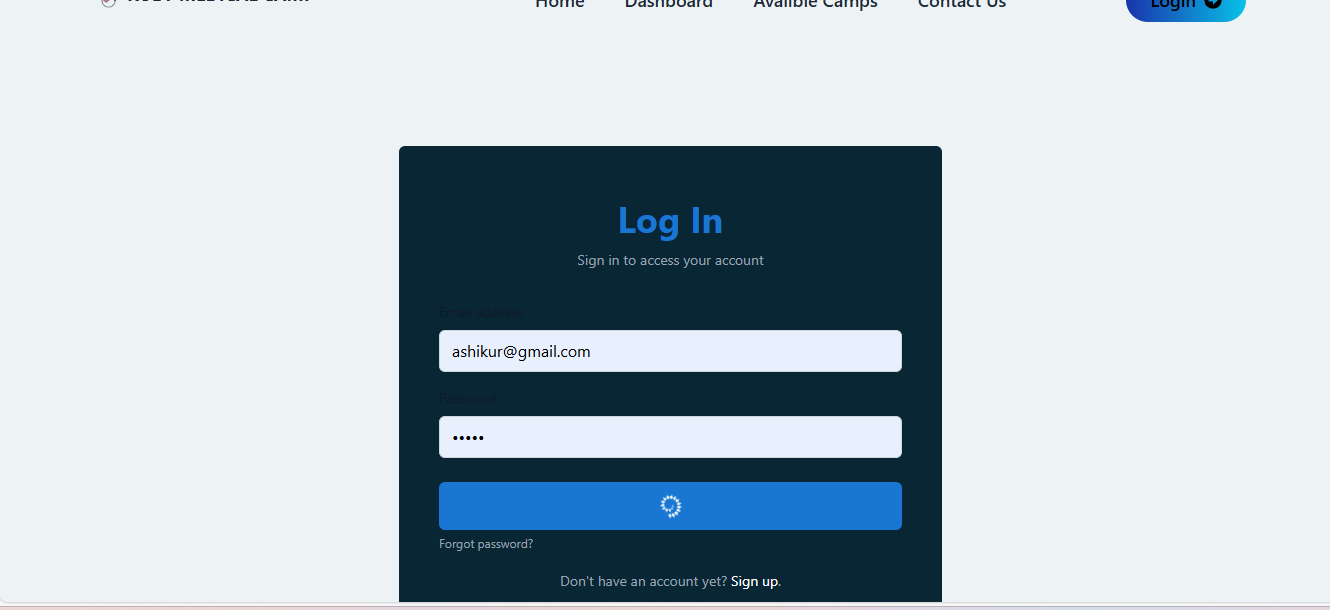 Home Dashboard Avalible Camps Contact Us Login
Log In
Sign in to access your account
Email address
ashikur@gmail.com
Password
•••••
Forgot password?
Don't have an account yet? Sign up.